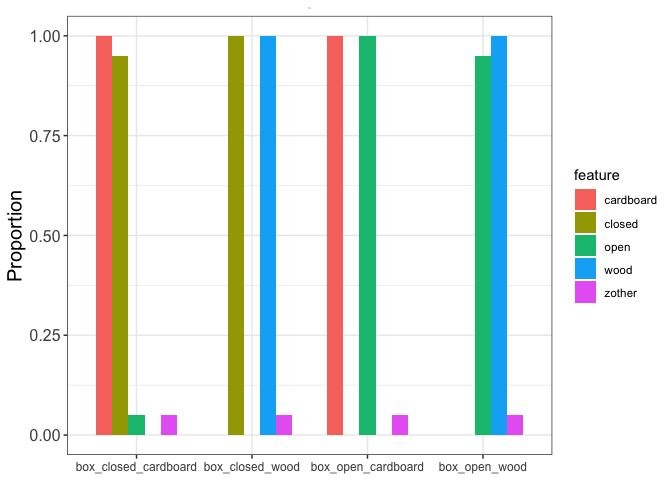 1.00
0.75
0.50
0.25
0.00
Proportion
box_closed_cardboard
box_closed_wood
box_open_cardboard
box_open_wood
feature
cardboard
closed
open
wood
zother